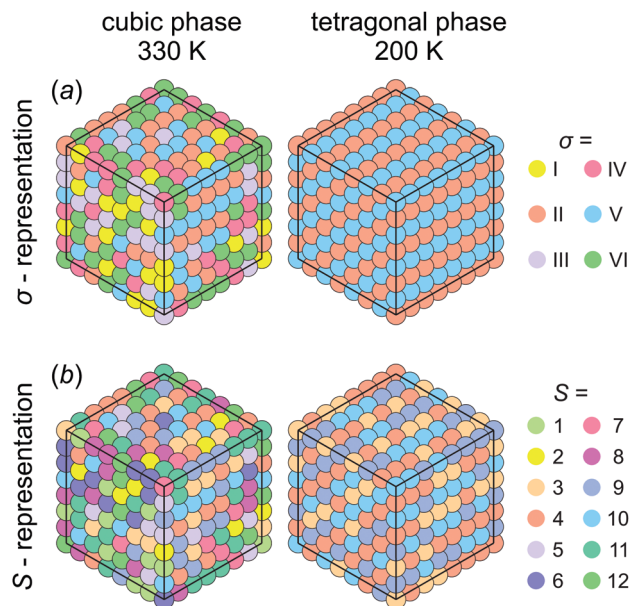 cubic phase tetragonal phase
330 K 200 K
(a)
σ - representation
σ =
I IV
II V
III VI
(b)
S - representation
S =
1 7
2 8
3 9
4 10
5 11
6 12